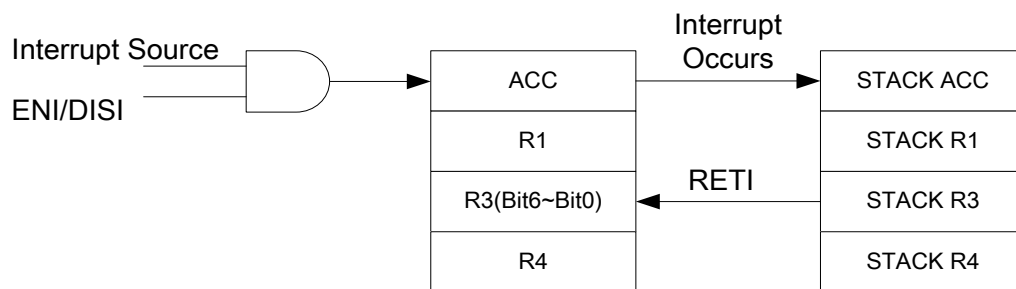 Interrupt Source
ENI/DISI
ACC
R1
R3(Bit6~Bit0)
R4
Interrupt
Occurs
RETI
STACK ACC
STACK R1
STACK R3
STACK R4